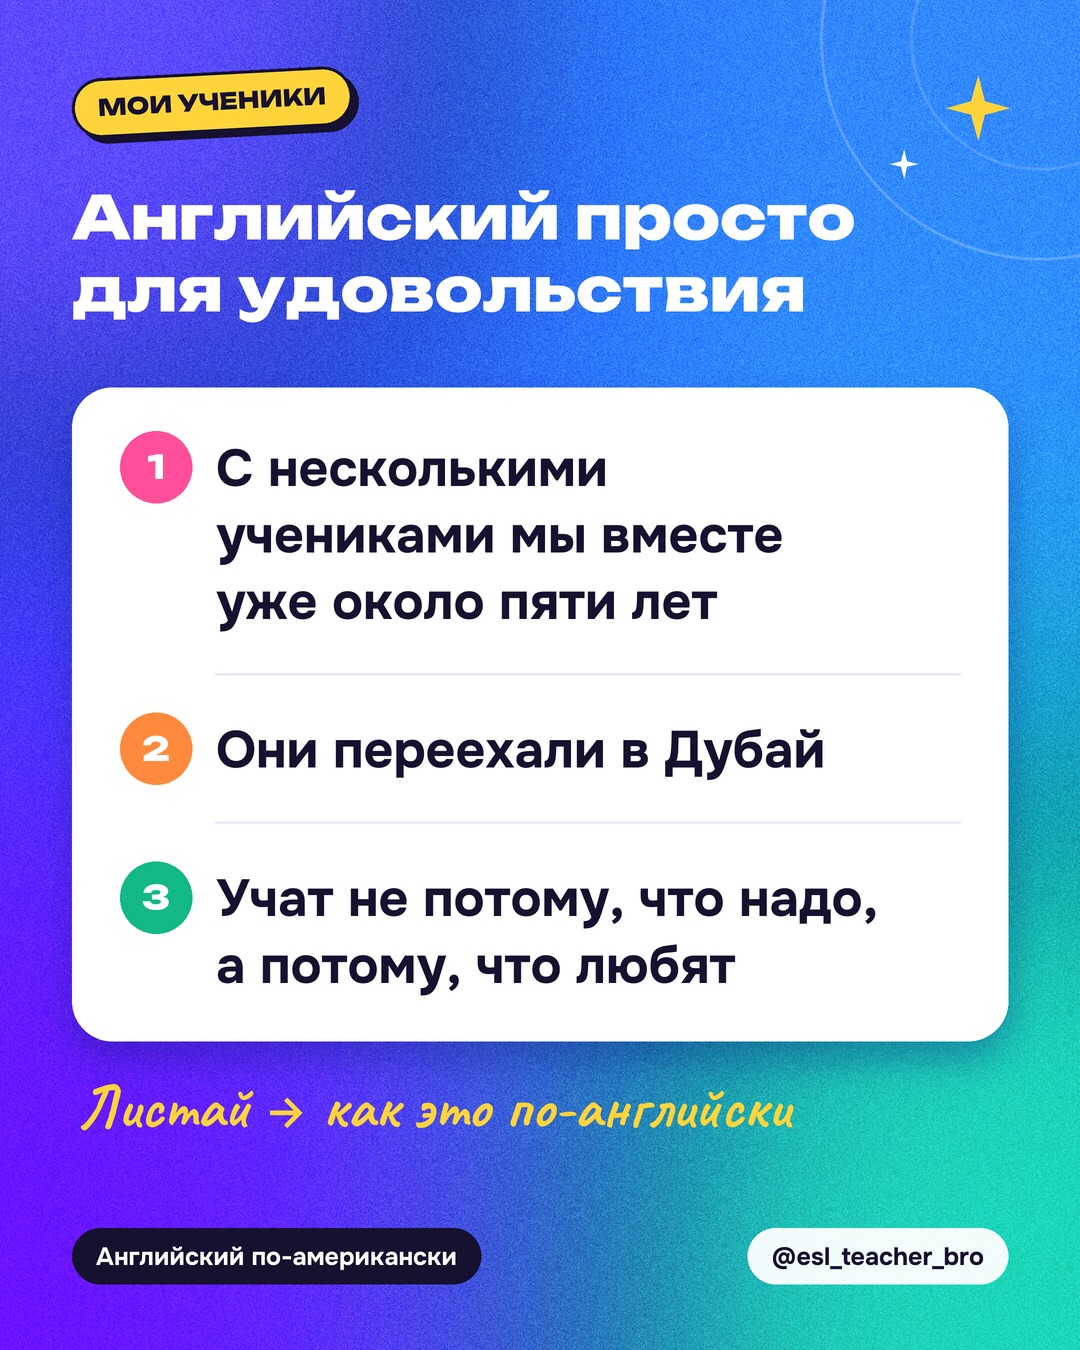 МОИ УЧЕНИКИ
Английский просто
для удовольствия
1 С несколькими
учениками мы вместе
уже около пяти лет
2 Они переехали в Дубай
3 Учат не потому, что надо,
а потому, что любят
Листай → как это по-английски
Английский по-американски
@esl_teacher_bro